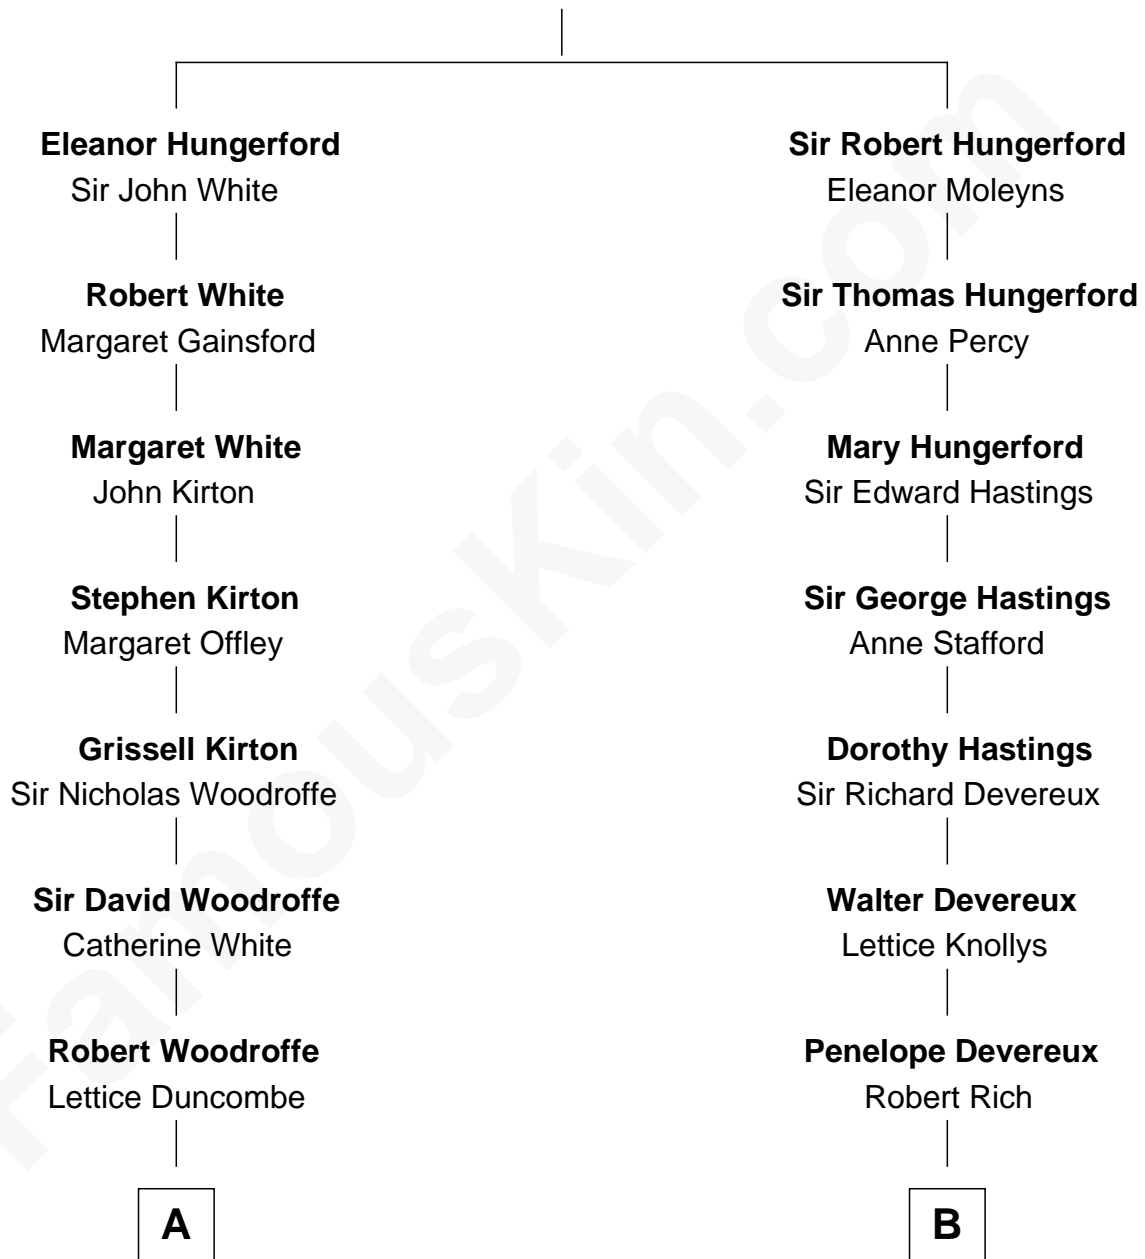 Eleanor Hungerford
Sir John White
Robert White
Margaret Gainsford
Margaret White
John Kirton
Stephen Kirton
Margaret Offley
Grissell Kirton
Sir Nicholas Woodroffe
Sir David Woodroffe
Catherine White
Robert Woodroffe
Lettice Duncombe
A
Sir Robert Hungerford
Eleanor Moleyns
Sir Thomas Hungerford
Anne Percy
Mary Hungerford
Sir Edward Hastings
Sir George Hastings
Anne Stafford
Dorothy Hastings
Sir Richard Devereux
Walter Devereux
Lettice Knollys
Penelope Devereux
Robert Rich
B
FamousKin.com